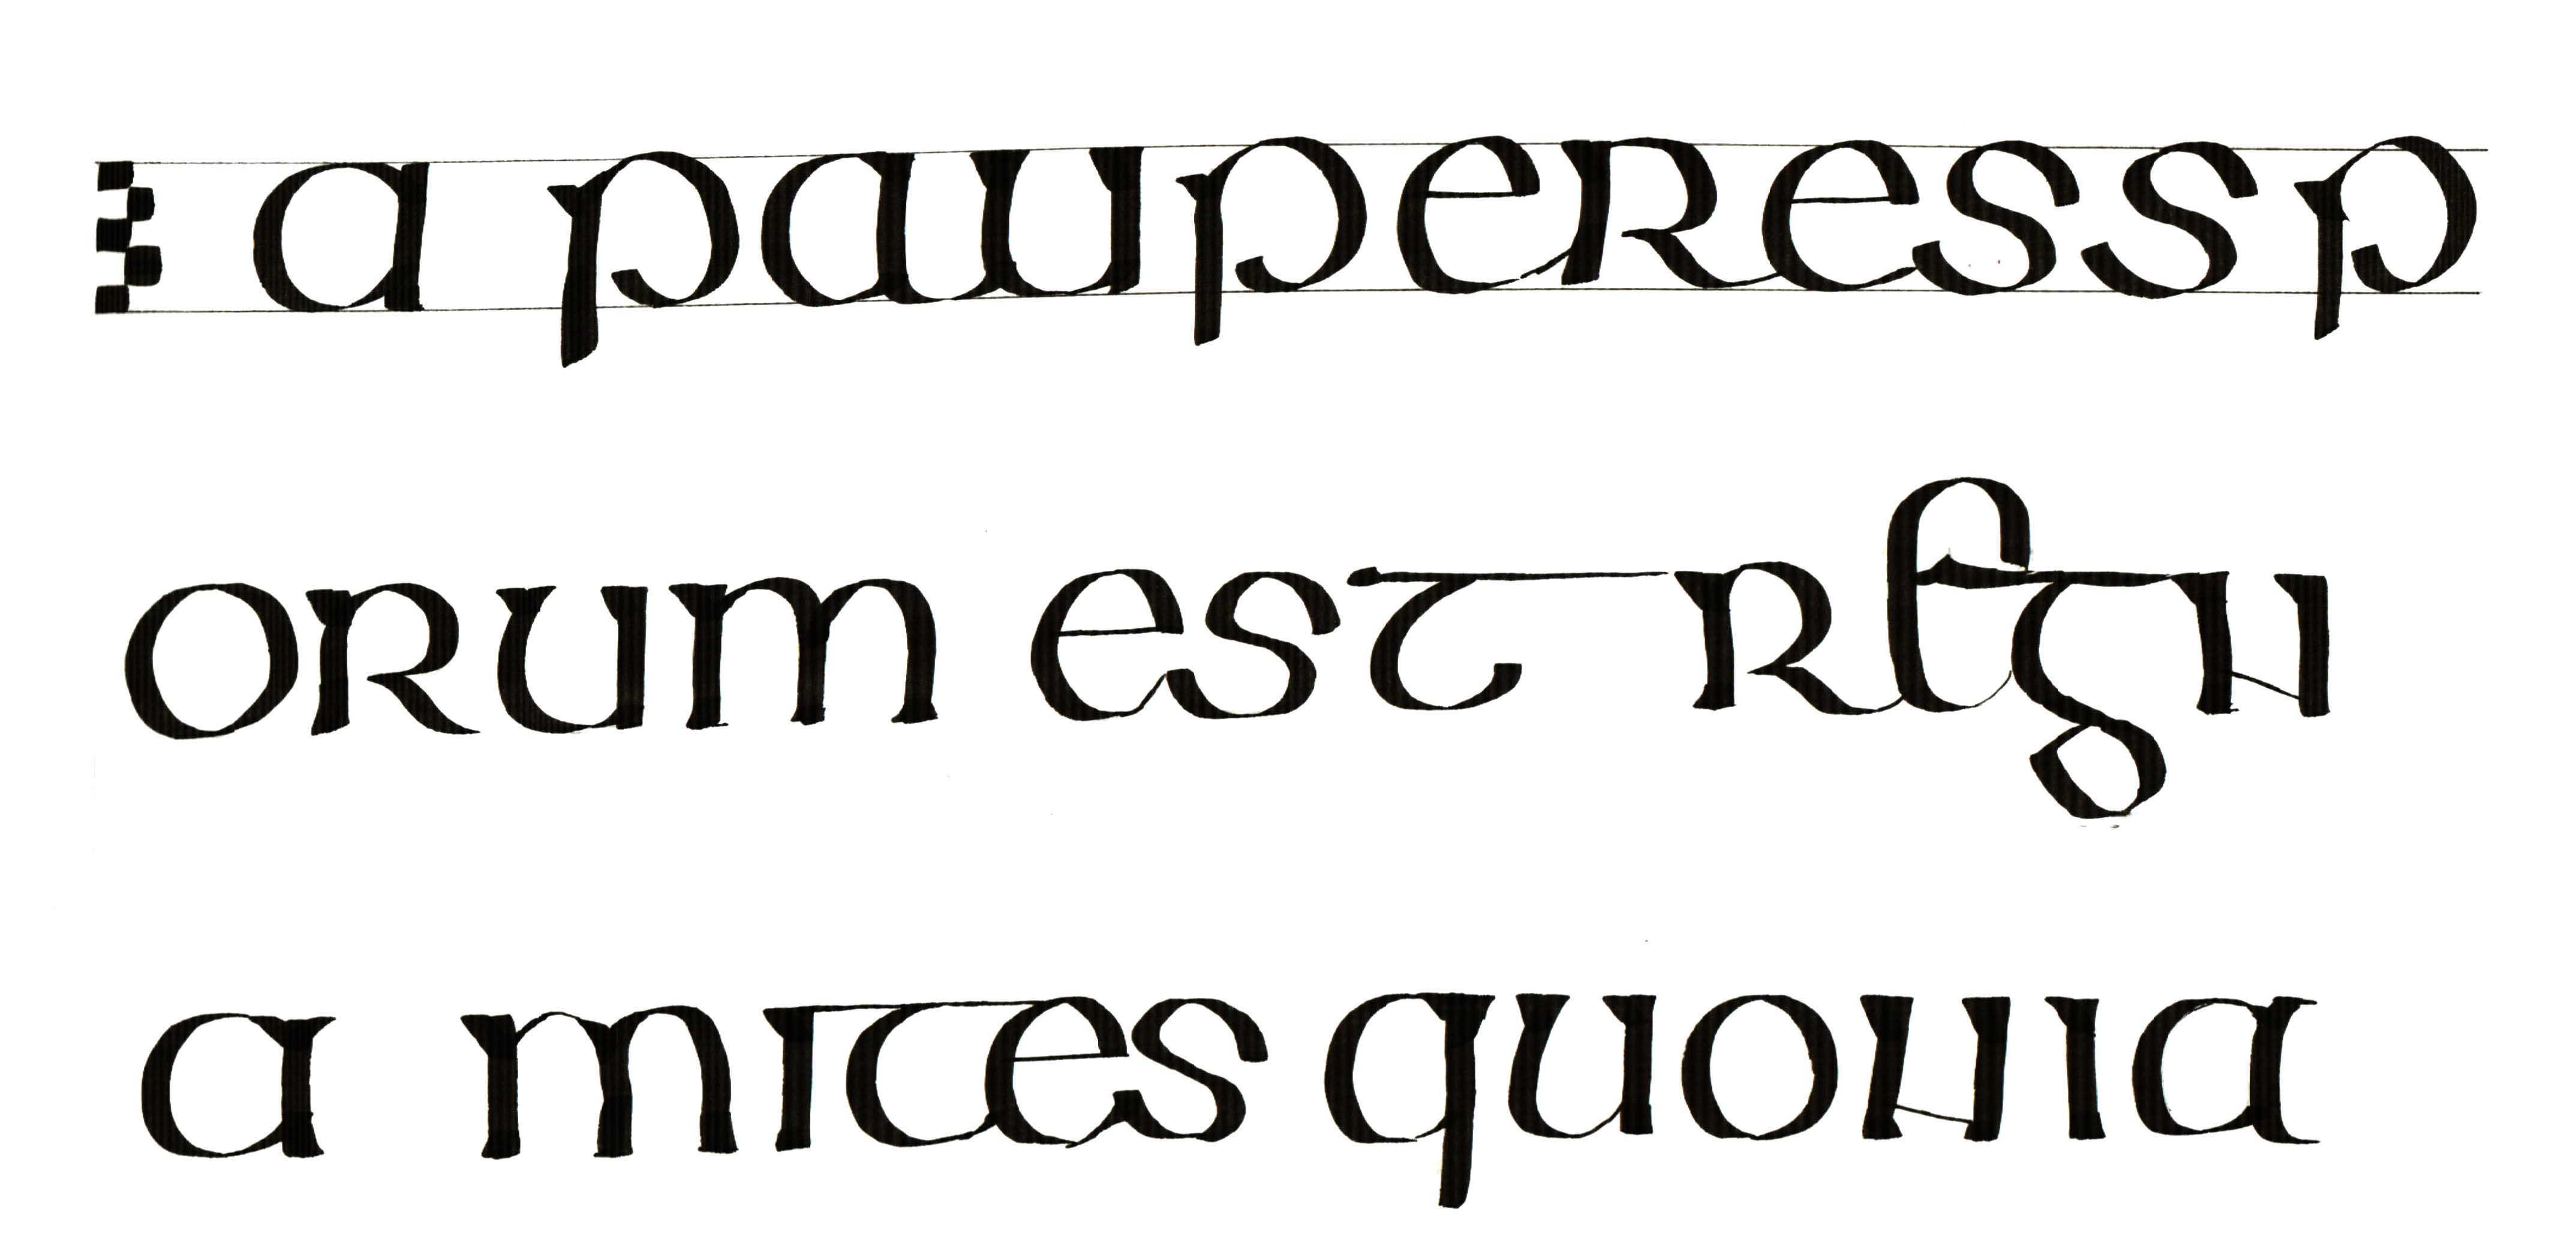 a pauperes sp
orum est regn
a mites quonia